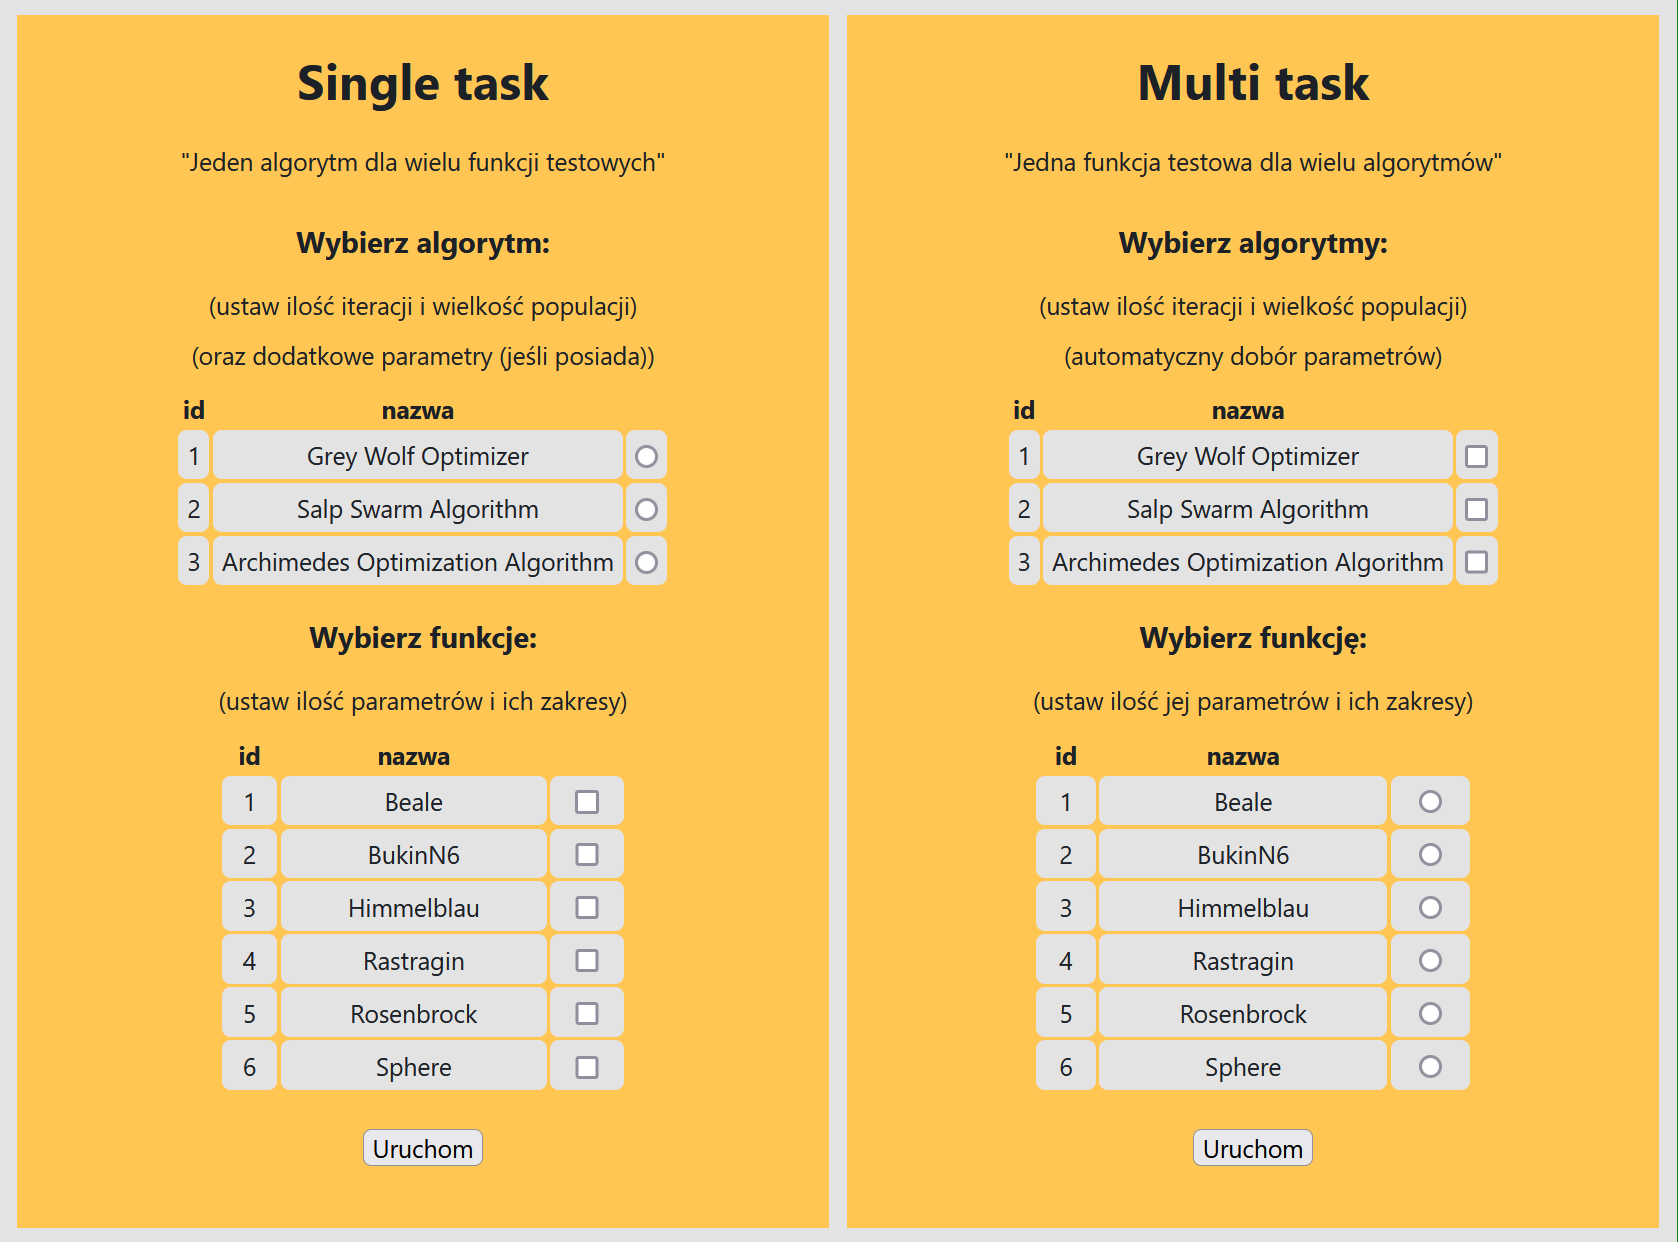 Single task
"Jeden algorytm dla wielu funkcji testowych"
Wybierz algorytm:
(ustaw ilość iteracji i wielkość populacji)
(oraz dodatkowe parametry (jeśli posiada))
id nazwa
1 Grey Wolf Optimizer
2 Salp Swarm Algorithm
3 Archimedes Optimization Algorithm
Wybierz funkcje:
(ustaw ilość parametrów i ich zakresy)
id nazwa
1 Beale
2 BukinN6
3 Himmelblau
4 Rastragin
5 Rosenbrock
6 Sphere
Uruchom
Multi task
"Jedna funkcja testowa dla wielu algorytmów"
Wybierz algorytmy:
(ustaw ilość iteracji i wielkość populacji)
(automatyczny dobór parametrów)
id nazwa
1 Grey Wolf Optimizer
2 Salp Swarm Algorithm
3 Archimedes Optimization Algorithm
Wybierz funkcję:
(ustaw ilość jej parametrów i ich zakresy)
id nazwa
1 Beale
2 BukinN6
3 Himmelblau
4 Rastragin
5 Rosenbrock
6 Sphere
Uruchom